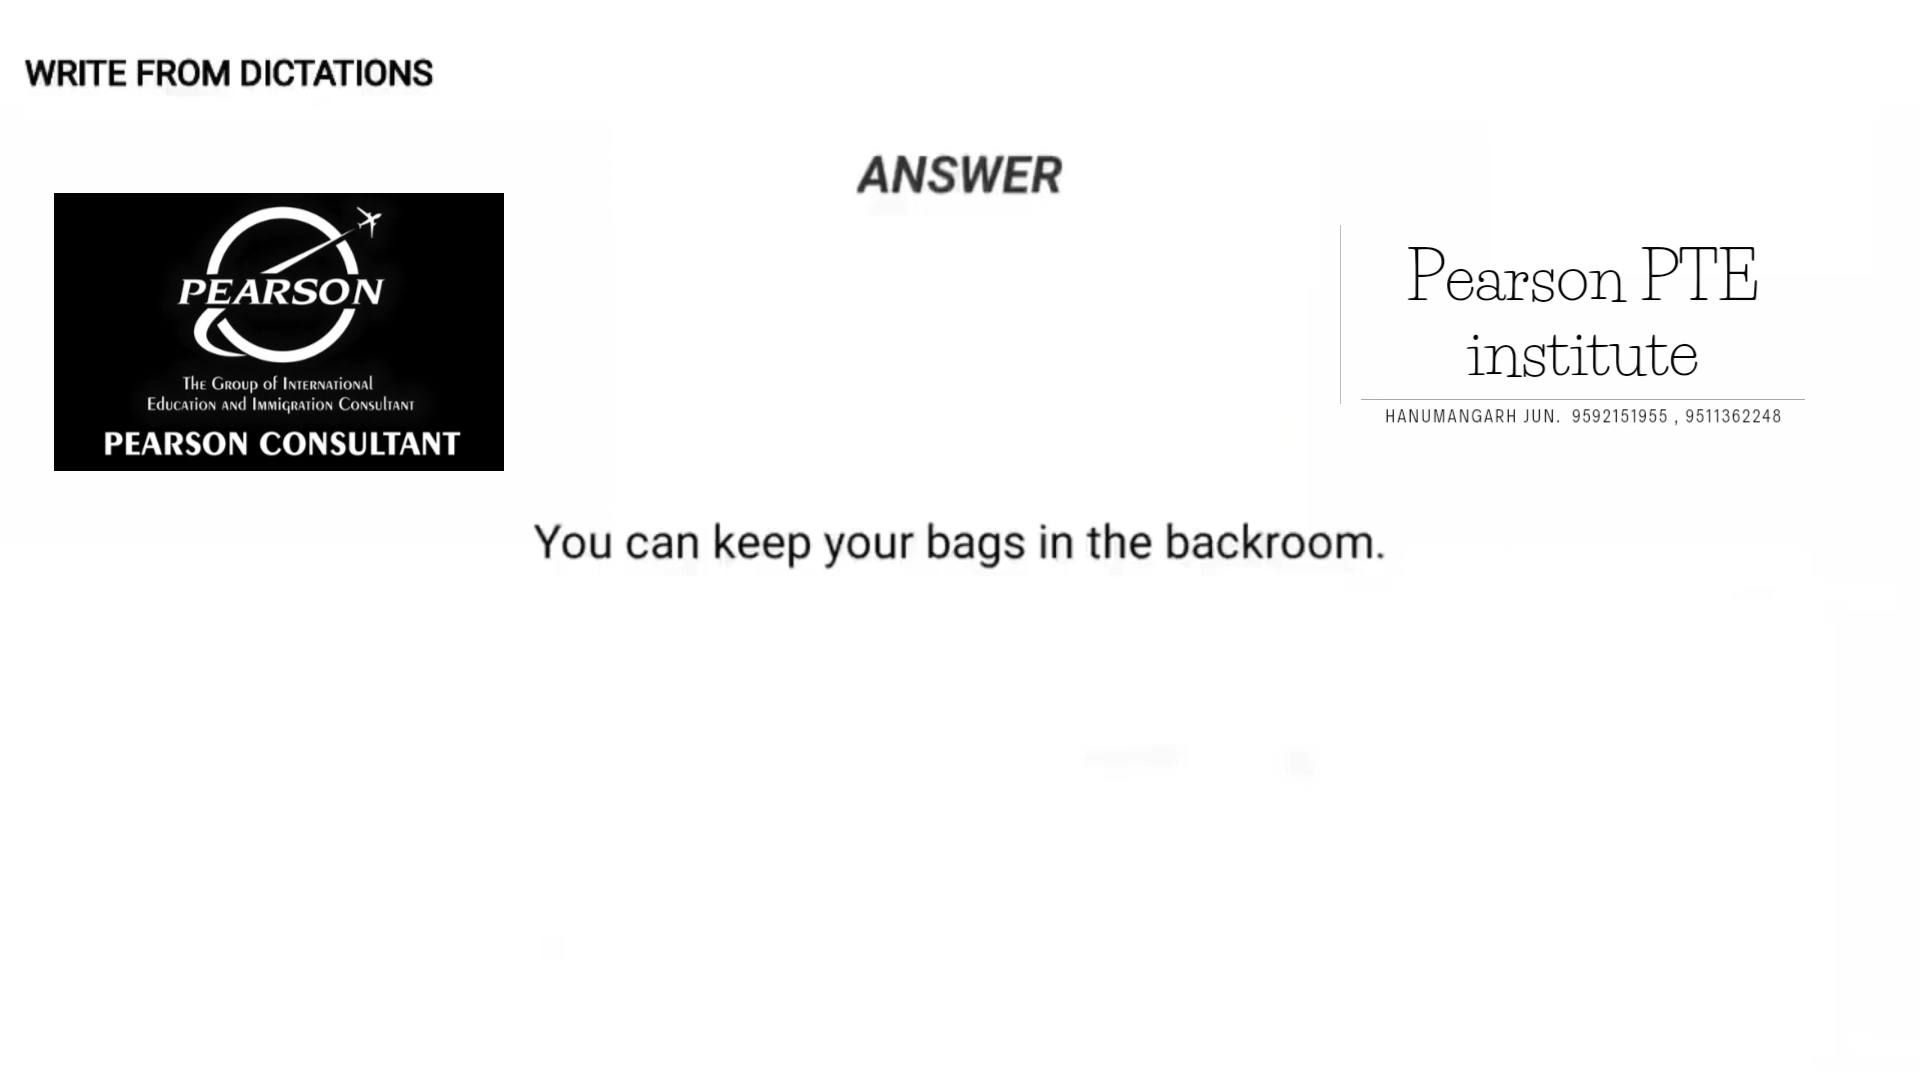 WRITE FROM DICTATIONS
ANSWER
PEARSON
The Group of International
Education and Immigration Consultant
PEARSON CONSULTANT
Pearson PTE
institute
HANUMANGARH JUN. 9592151955 , 9511362248
You can keep your bags in the backroom.